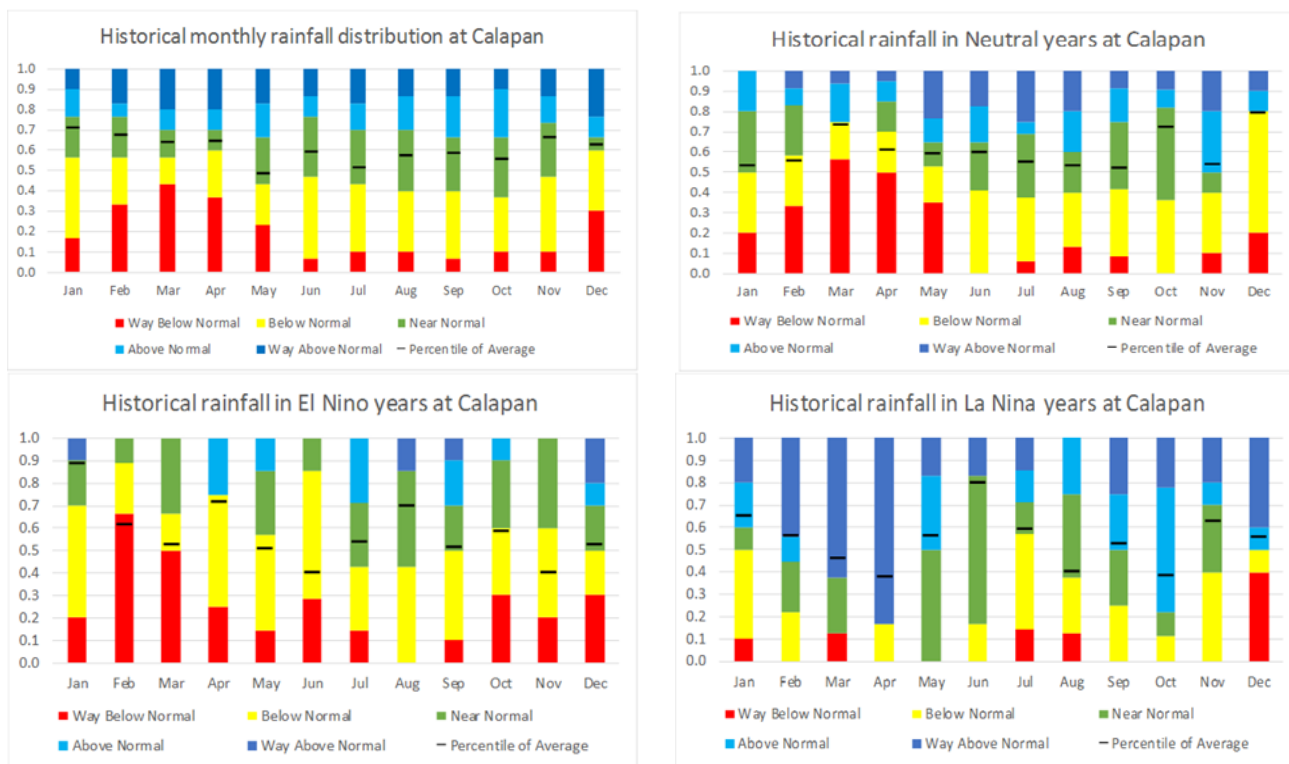 Historical monthly rainfall distribution at Calapan
1.0
0.9
0.8
0.7
0.6
0.5
0.4
0.3
0.2
0.1
0.0
Jan Feb Mar Apr May Jun Jul Aug Sep Oct Nov Dec
Way Below Normal Below Normal Near Normal
Above Normal Way Above Normal Percentile of Average
Historical rainfall in Neutral years at Calapan
1.0
0.9
0.8
0.7
0.6
0.5
0.4
0.3
0.2
0.1
0.0
Jan Feb Mar Apr May Jun Jul Aug Sep Oct Nov Dec
Way Below Normal Below Normal Near Normal
Above Normal Way Above Normal Percentile of Average
Historical rainfall in El Nino years at Calapan
1.0
0.9
0.8
0.7
0.6
0.5
0.4
0.3
0.2
0.1
0.0
Jan Feb Mar Apr May Jun Jul Aug Sep Oct Nov Dec
Way Below Normal Below Normal Near Normal
Above Normal Way Above Normal Percentile of Average
Historical rainfall in La Nina years at Calapan
1.0
0.9
0.8
0.7
0.6
0.5
0.4
0.3
0.2
0.1
0.0
Jan Feb Mar Apr May Jun Jul Aug Sep Oct Nov Dec
Way Below Normal Below Normal Near Normal
Above Normal Way Above Normal Percentile of Average